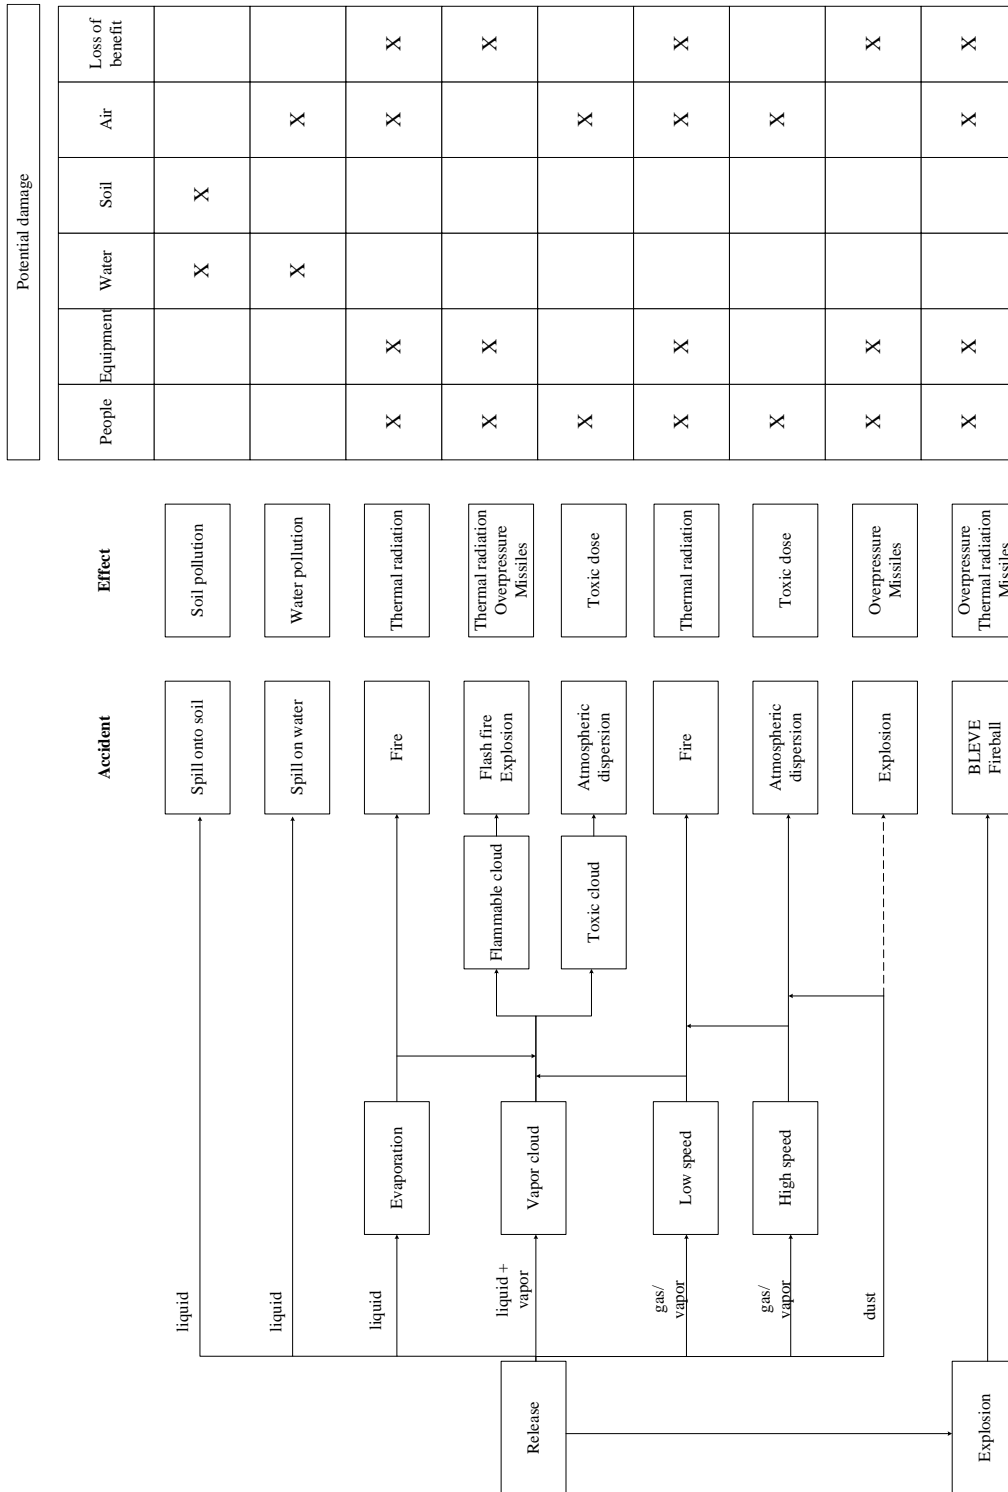 Accident
Effect
Potential damage
People
Equipment
Water
Soil
Air
Loss of
benefit
liquid
Spill onto soil
Soil pollution
X
X
liquid
Spill on water
Water pollution
X
X
liquid
Evaporation
Fire
Thermal radiation
X
X
X
X
Release
liquid +
vapor
Vapor cloud
Flammable cloud
Flash fire
Explosion
Thermal radiation
Overpressure
Missiles
X
X
X
Toxic cloud
Atmospheric
dispersion
Toxic dose
X
X
gas/
vapor
Low speed
Fire
Thermal radiation
X
X
X
X
gas/
vapor
High speed
Atmospheric
dispersion
Toxic dose
X
X
dust
Explosion
Overpressure
Missiles
X
X
X
Explosion
BLEVE
Fireball
Overpressure
Thermal radiation
Missiles
X
X
X
X